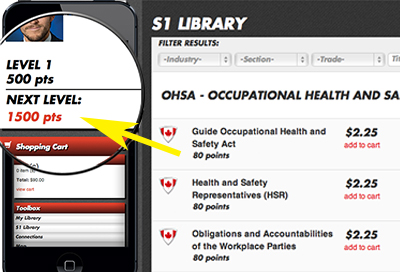 LEVEL 1
500 pts
NEXT LEVEL:
1500 pts
Shopping Cart
0 item
Total: $90.00
view cart
Toolbox
My Library
S1 Library
Connections
S1 LIBRARY
FILTER RESULTS:
-Industry-
-Section-
-Trade-
OHSA - OCCUPATIONAL HEALTH AND SA
Guide Occupational Health and
Safety Act
80 points
$2.25
add to cart
Health and Safety
Representatives (HSR)
80 points
$2.25
add to cart
Obligations and Accountabilities
of the Workplace Parties
80 points
$2.25
add to cart